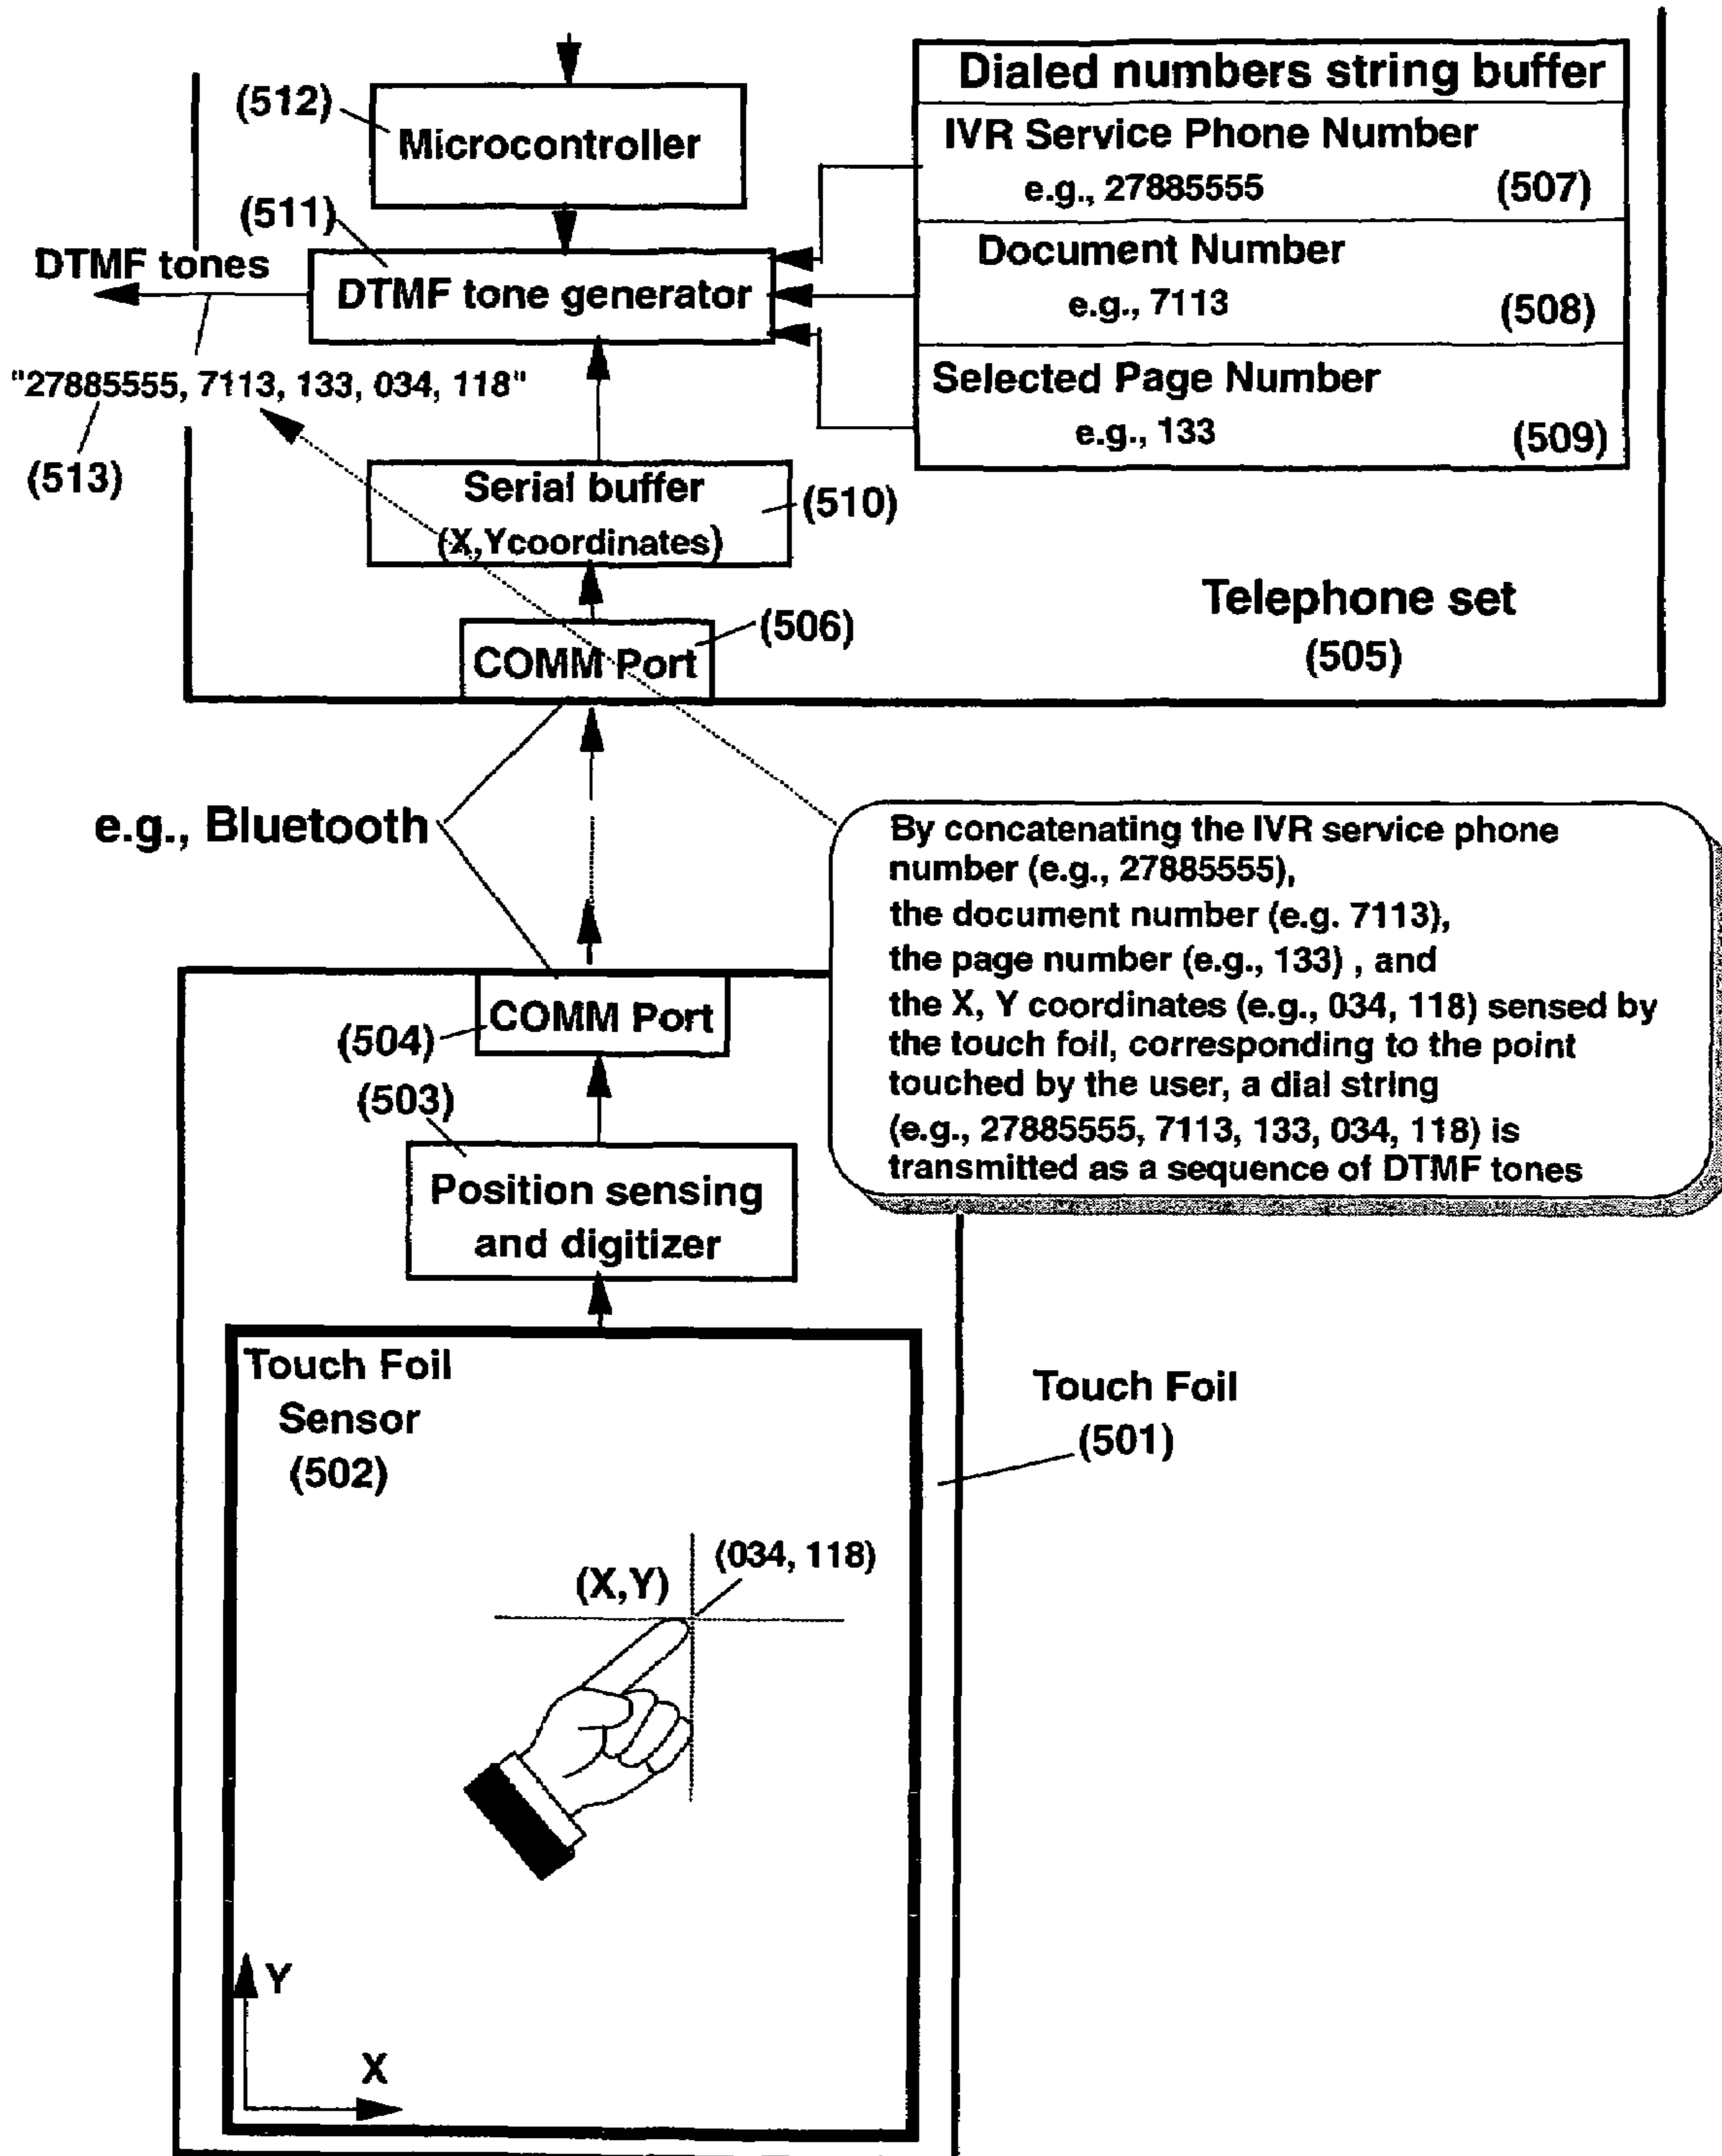 Dialed numbers string buffer
IVR Service Phone Number
e.g., 27885555
(507)
Document Number
e.g., 7113
(508)
Selected Page Number
e.g., 133
(509)
(512)
Microcontroller
(511)
DTMF tones
DTMF tone generator
"27885555, 7113, 133, 034, 118"
(513)
Serial buffer
(X,Ycoordinates)
(510)
(506)
COMM Port
Telephone set
(505)
e.g., Bluetooth
By concatenating the IVR service phone
number (e.g., 27885555),
the document number (e.g. 7113),
the page number (e.g., 133) , and
the X, Y coordinates (e.g., 034, 118) sensed by
the touch foil, corresponding to the point
touched by the user, a dial string
(e.g., 27885555, 7113, 133, 034, 118) is
transmitted as a sequence of DTMF tones
COMM Port
(504)
(503)
Position sensing
and digitizer
Touch Foil
Sensor
(502)
Touch Foil
(501)
(X,Y)
(034, 118)
Y
X